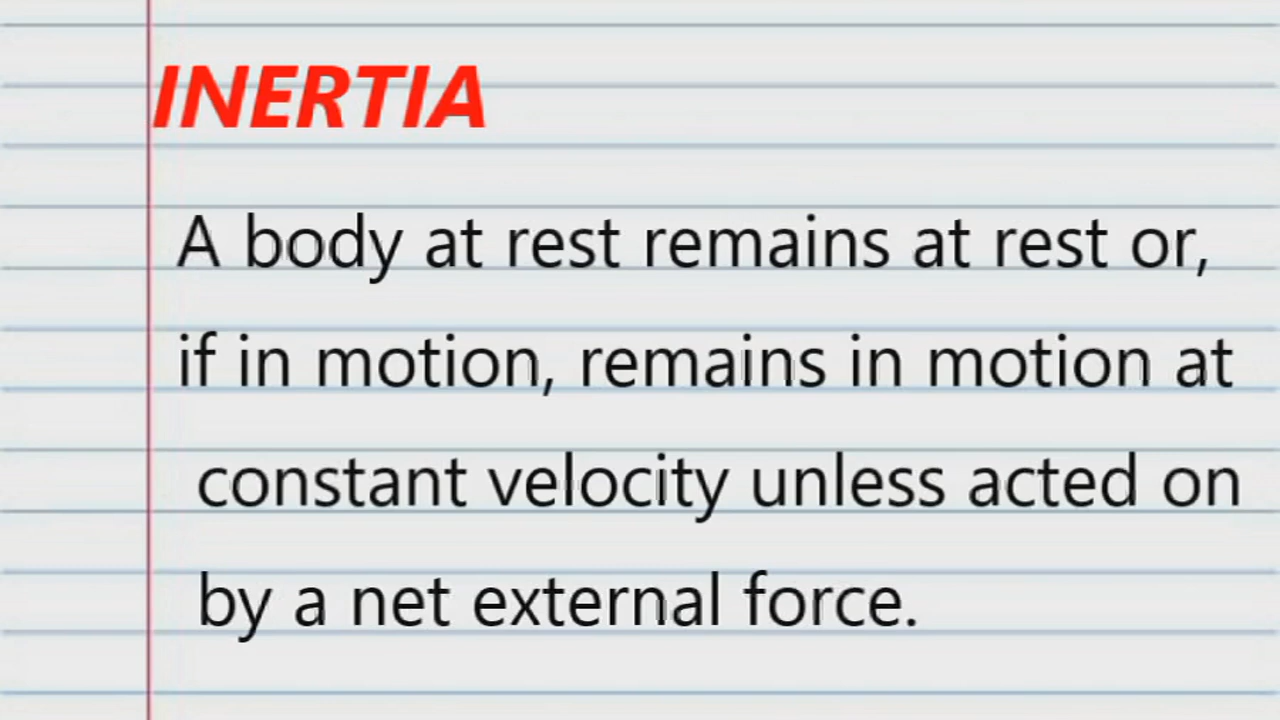 INERTIA
A body at rest remains at rest or,
if in motion, remains in motion at
constant velocity unless acted on
by a net external force.